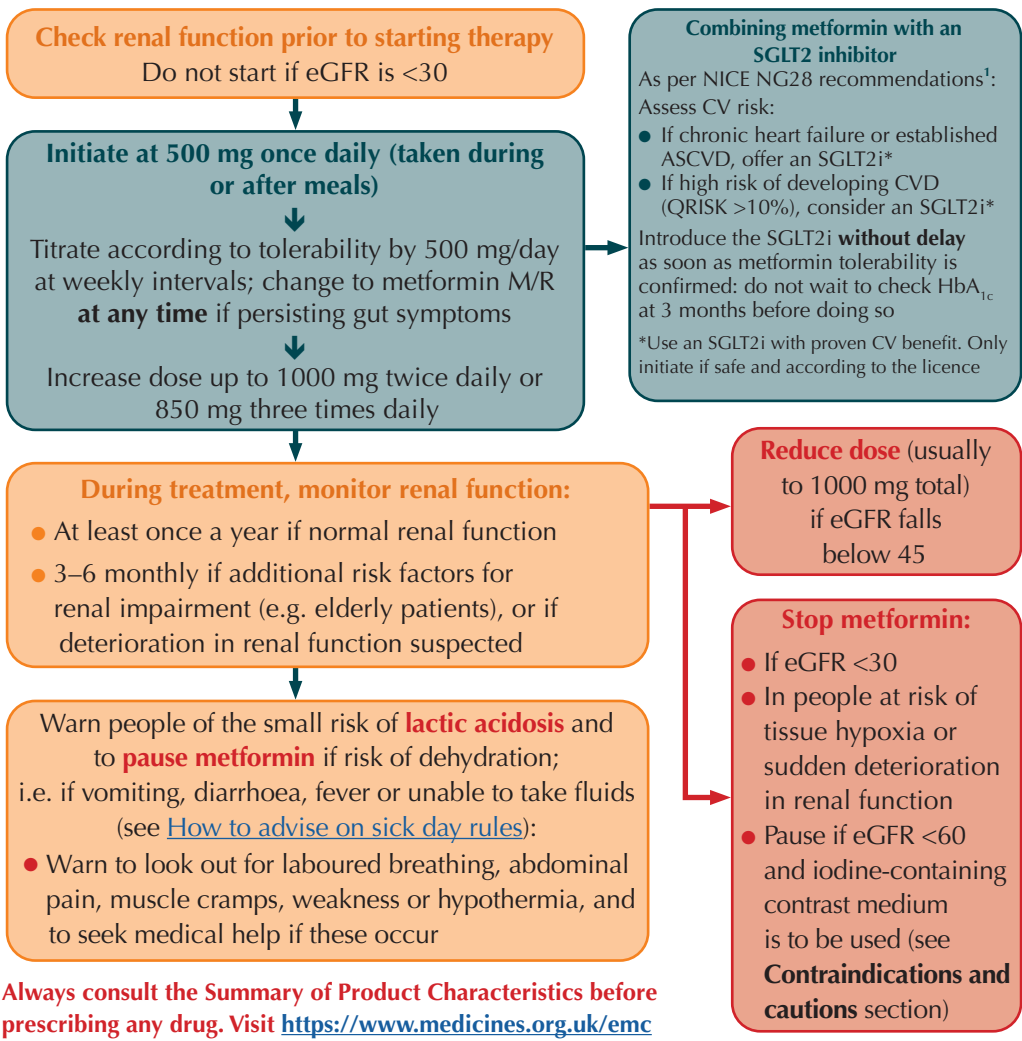 Check renal function prior to starting therapy
Do not start if eGFR is <30
Initiate at 500 mg once daily (taken during
or after meals)
Titrate according to tolerability by 500 mg/day
at weekly intervals; change to metformin M/R
at any time if persisting gut symptoms
Increase dose up to 1000 mg twice daily or
850 mg three times daily
Combining metformin with an
SGLT2 inhibitor
As per NICE NG28 recommendations¹:
Assess CV risk:
● If chronic heart failure or established
ASCVD, offer an SGLT2i*
● If high risk of developing CVD
(QRISK >10%), consider an SGLT2i*
Introduce the SGLT2i without delay
as soon as metformin tolerability is
confirmed: do not wait to check HbA1c
at 3 months before doing so
*Use an SGLT2i with proven CV benefit. Only
initiate if safe and according to the licence
During treatment, monitor renal function:
● At least once a year if normal renal function
● 3–6 monthly if additional risk factors for
renal impairment (e.g. elderly patients), or if
deterioration in renal function suspected
Reduce dose (usually
to 1000 mg total)
if eGFR falls
below 45
Stop metformin:
● If eGFR <30
● In people at risk of
tissue hypoxia or
sudden deterioration
in renal function
● Pause if eGFR <60
and iodine-containing
contrast medium
is to be used (see
Contraindications and
cautions section)
Warn people of the small risk of lactic acidosis and
to pause metformin if risk of dehydration;
i.e. if vomiting, diarrhoea, fever or unable to take fluids
(see How to advise on sick day rules):
● Warn to look out for laboured breathing, abdominal
pain, muscle cramps, weakness or hypothermia, and
to seek medical help if these occur
Always consult the Summary of Product Characteristics before
prescribing any drug. Visit https://www.medicines.org.uk/emc